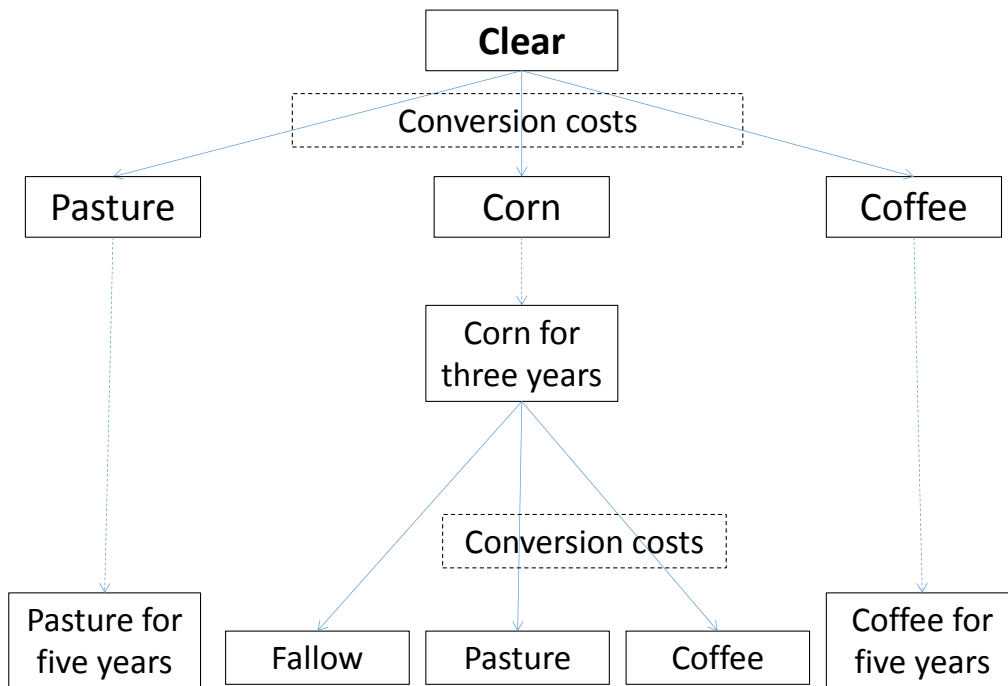 Clear
Conversion costs
Pasture
Corn
Coffee
Corn for
three years
Conversion costs
Pasture for
five years
Fallow
Pasture
Coffee
Coffee for
five years